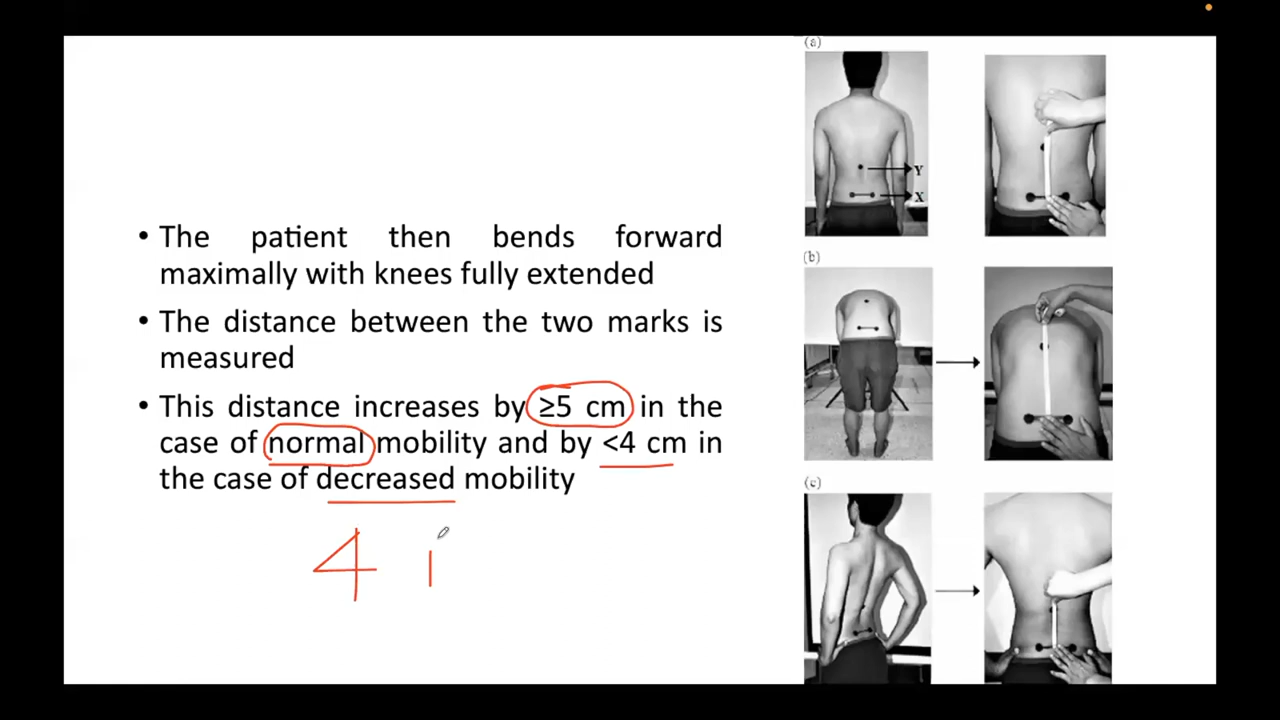 • The patient then bends forward
maximally with knees fully extended
• The distance between the two marks is
measured
• This distance increases by ≥5 cm in the
case of normal mobility and by <4 cm in
the case of decreased mobility
4 i
(a)
Y
X
(b)
(c)